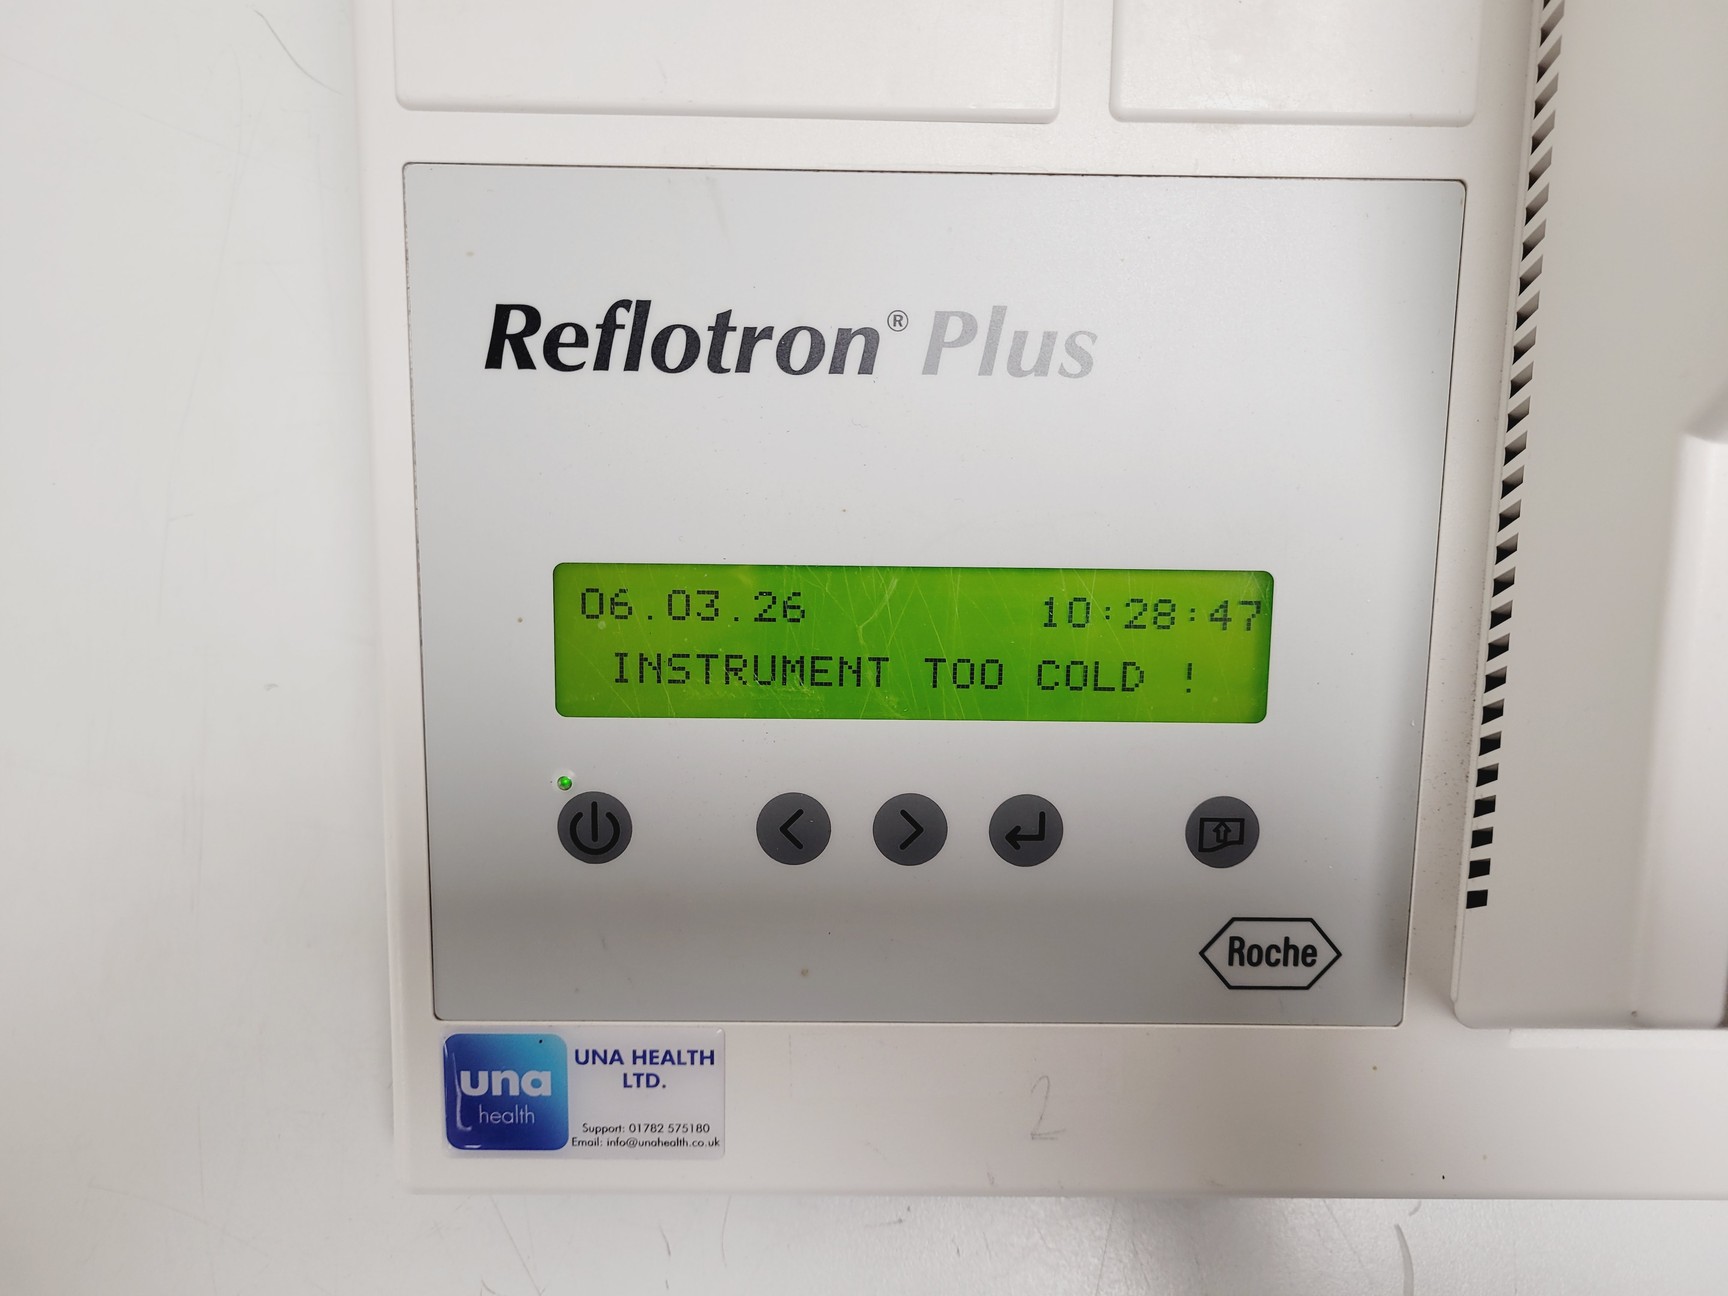 Reflotron® Plus
06.03.26 10:28:47
INSTRUMENT TOO COLD !
Roche
una
health
UNA HEALTH
LTD.
Support: 01782 575180
Email: info@unahealth.co.uk
2